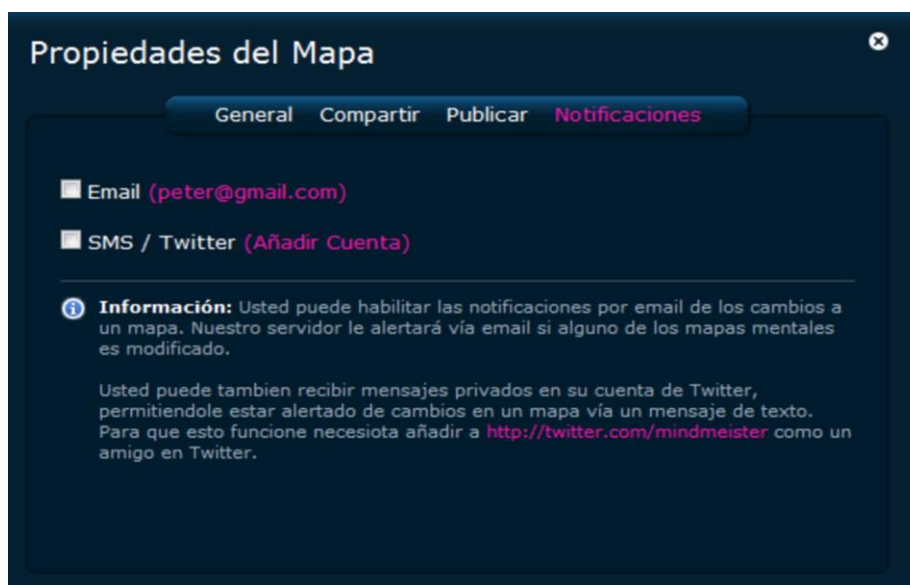 Propiedades del Mapa
General Compartir Publicar Notificaciones
Email (peter@gmail.com)
SMS / Twitter (Añadir Cuenta)
Información: Usted puede habilitar las notificaciones por email de los cambios a
un mapa. Nuestro servidor le alertará vía email si alguno de los mapas mentales
es modificado.
Usted puede tambien recibir mensajes privados en su cuenta de Twitter,
permitiendole estar alertado de cambios en un mapa vía un mensaje de texto.
Para que esto funcione necesiota añadir a http://twitter.com/mindmeister como un
amigo en Twitter.